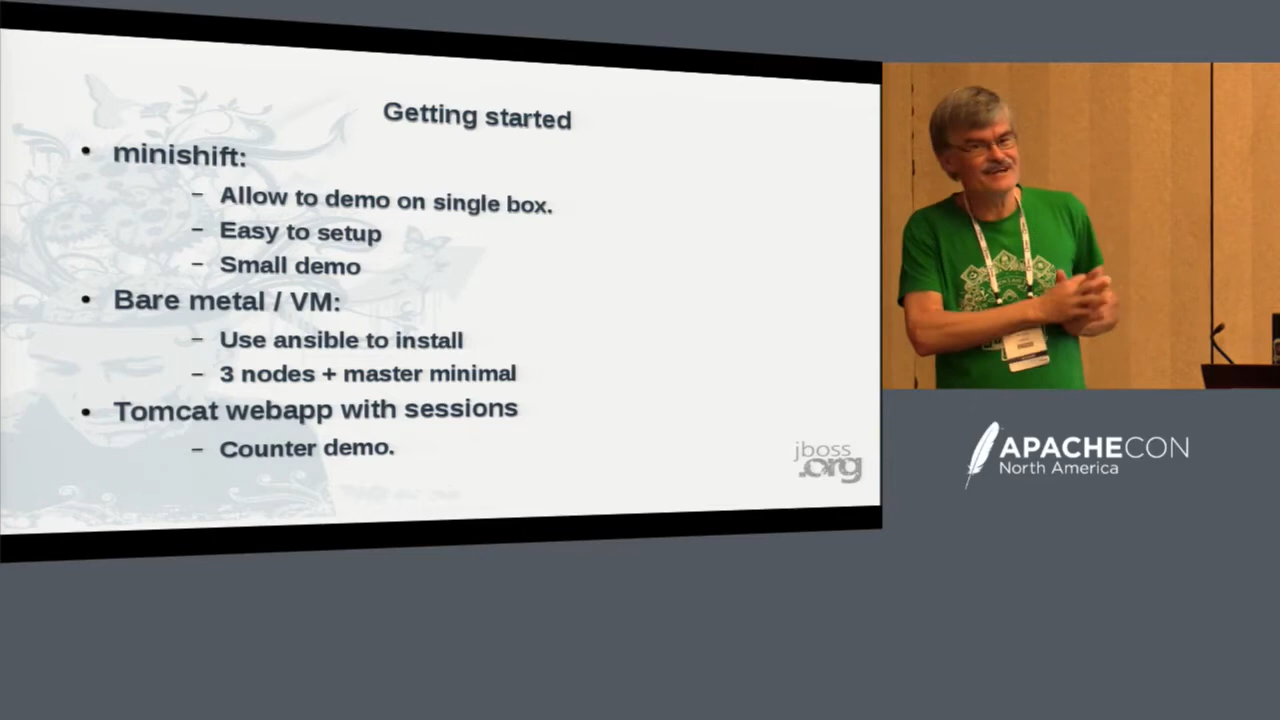 Getting started
• minishift:
– Allow to demo on single box.
– Easy to setup
– Small demo
• Bare metal / VM:
– Use ansible to install
– 3 nodes + master minimal
• Tomcat webapp with sessions
– Counter demo.
jboss
.org
APACHECON
North America